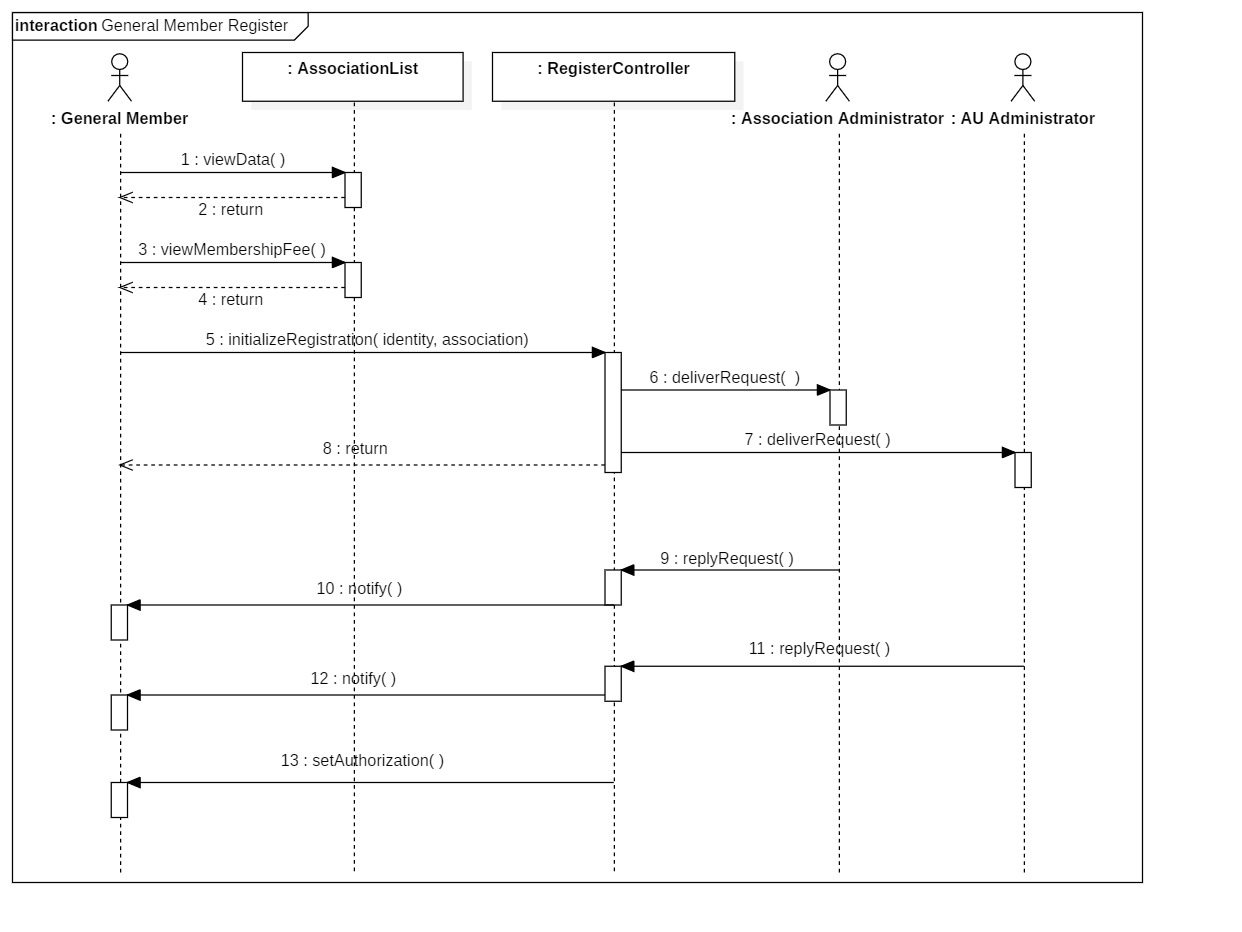 interaction General Member Register
: AssociationList
: RegisterController
: General Member
: Association Administrator
: AU Administrator
1 : viewData( )
2 : return
3 : viewMembershipFee( )
4 : return
5 : initializeRegistration( identity, association)
6 : deliverRequest(  )
7 : deliverRequest( )
8 : return
9 : replyRequest( )
10 : notify( )
11 : replyRequest( )
12 : notify( )
13 : setAuthorization( )